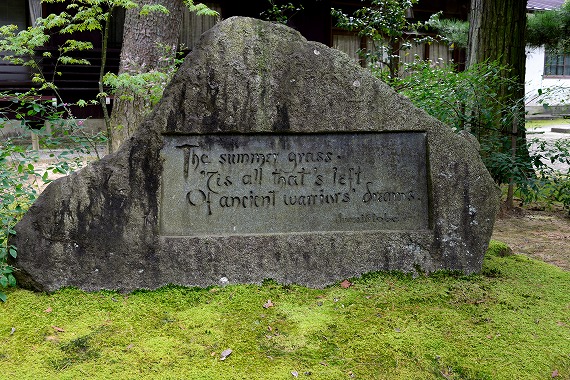 The summer grass.
'Tis all that's left
Of ancient warriors' dreams.